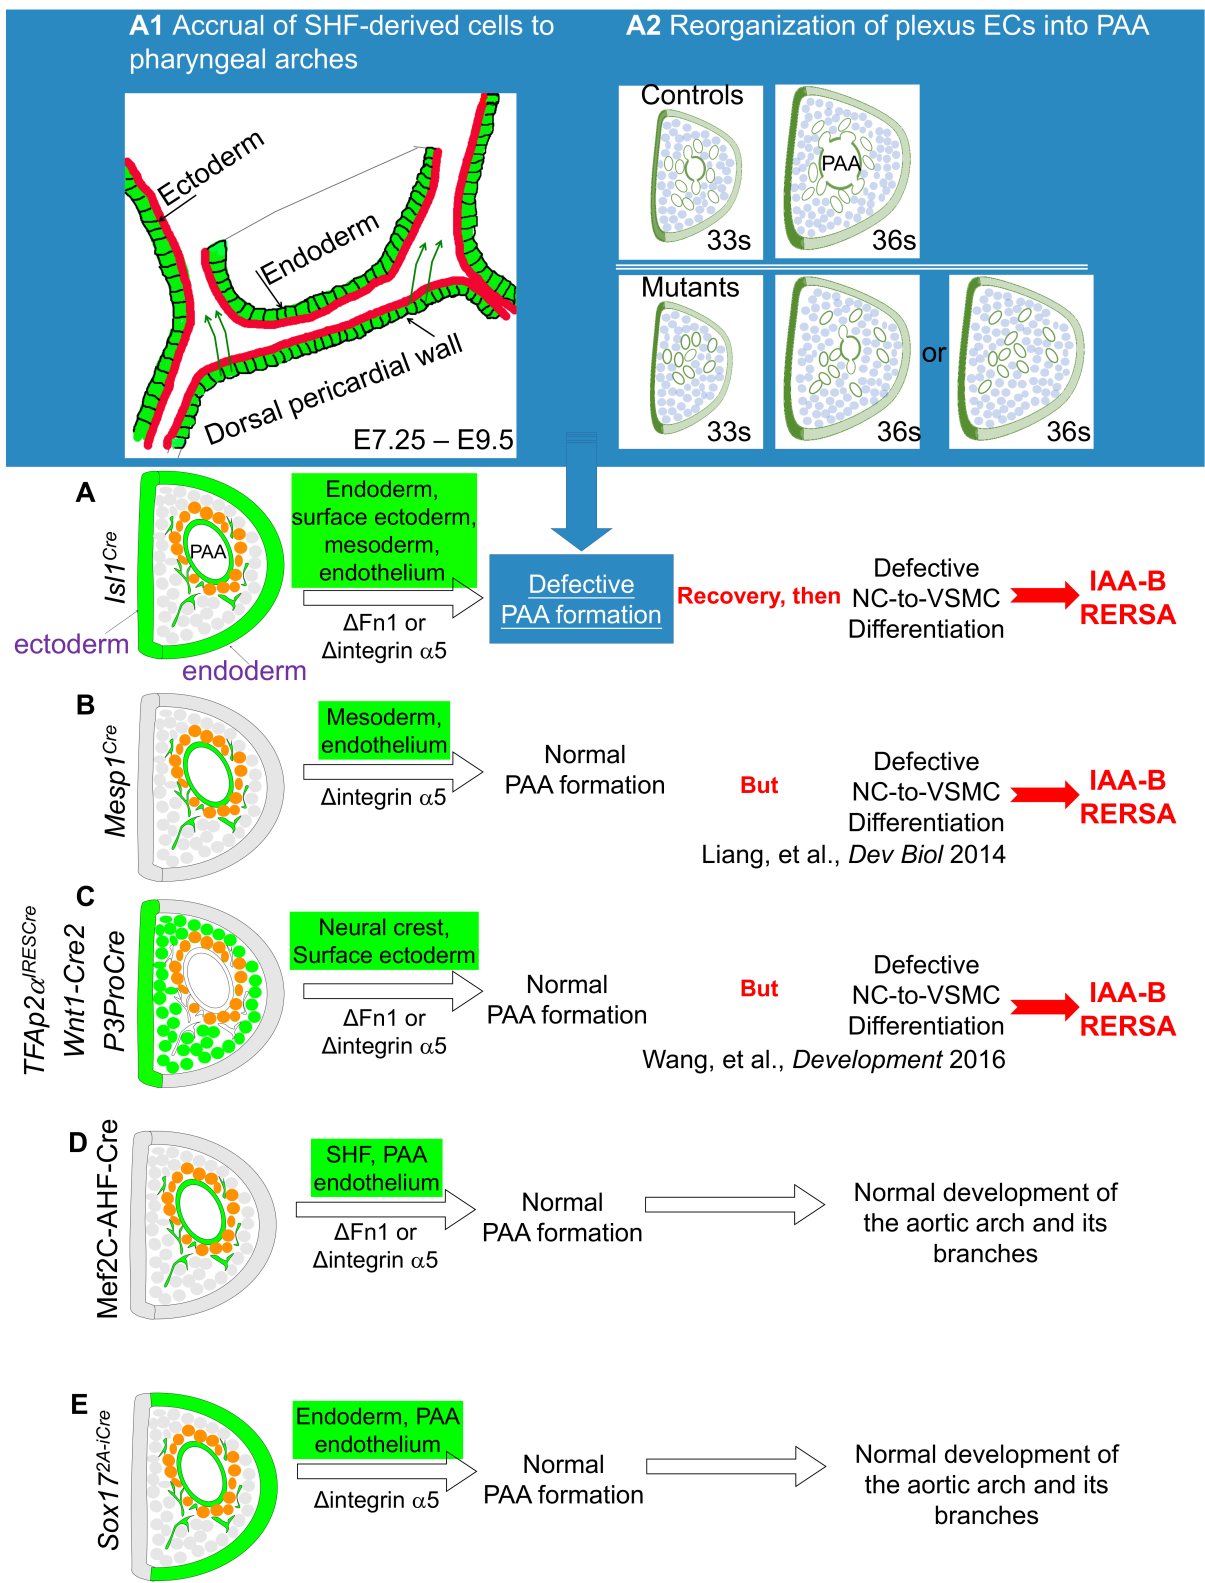 A1 Accrual of SHF-derived cells to
pharyngeal arches
A2 Reorganization of plexus ECs into PAA
Ectoderm
Endoderm
Dorsal pericardial wall
E7.25 – E9.5
Controls
33s
PAA
36s
Mutants
33s
36s
or
36s
A
Isl1Cre
PAA
ectoderm
endoderm
Endoderm,
surface ectoderm,
mesoderm,
endothelium
ΔFn1 or
Δintegrin α5
Defective
PAA formation
Recovery, then
Defective
NC-to-VSMC
Differentiation
IAA-B
RERSA
B
Mesp1Cre
Mesoderm,
endothelium
Δintegrin α5
Normal
PAA formation
But
Defective
NC-to-VSMC
Differentiation
IAA-B
RERSA
Liang, et al., Dev Biol 2014
C
TFAp2αIRESCre
Wnt1-Cre2
P3ProCre
Neural crest,
Surface ectoderm
ΔFn1 or
Δintegrin α5
Normal
PAA formation
But
Defective
NC-to-VSMC
Differentiation
IAA-B
RERSA
Wang, et al., Development 2016
D
Mef2C-AHF-Cre
SHF, PAA
endothelium
ΔFn1 or
Δintegrin α5
Normal
PAA formation
Normal development of
the aortic arch and its
branches
E
Sox172A-iCre
Endoderm, PAA
endothelium
Δintegrin α5
Normal
PAA formation
Normal development of
the aortic arch and its
branches